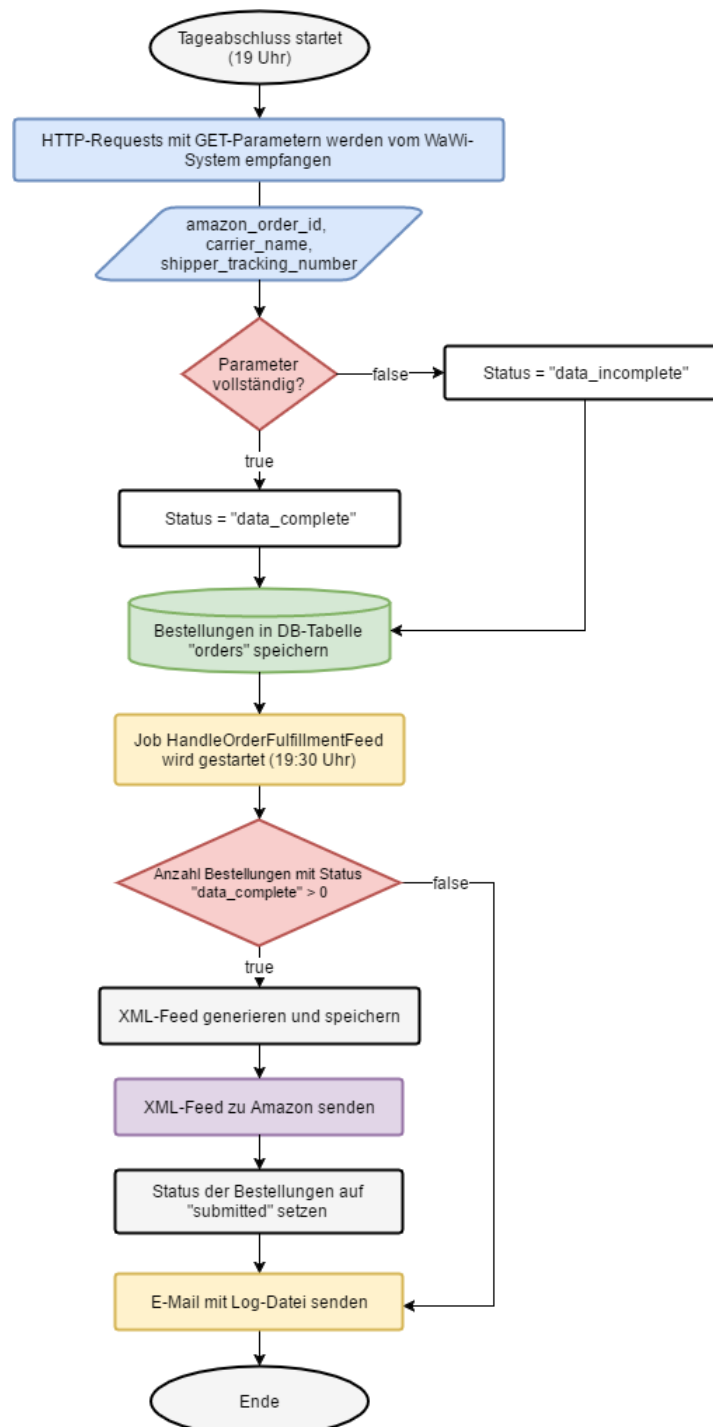 Tageabschluss startet
(19 Uhr)
HTTP-Requests mit GET-Parametern werden vom WaWi-
System empfangen
amazon_order_id,
carrier_name,
shipper_tracking_number
Parameter
vollständig?
false
Status = "data_incomplete"
true
Status = "data_complete"
Bestellungen in DB-Tabelle
"orders" speichern
Job HandleOrderFulfillmentFeed
wird gestartet (19:30 Uhr)
Anzahl Bestellungen mit Status
"data_complete" > 0
false
true
XML-Feed generieren und speichern
XML-Feed zu Amazon senden
Status der Bestellungen auf
"submitted" setzen
E-Mail mit Log-Datei senden
Ende